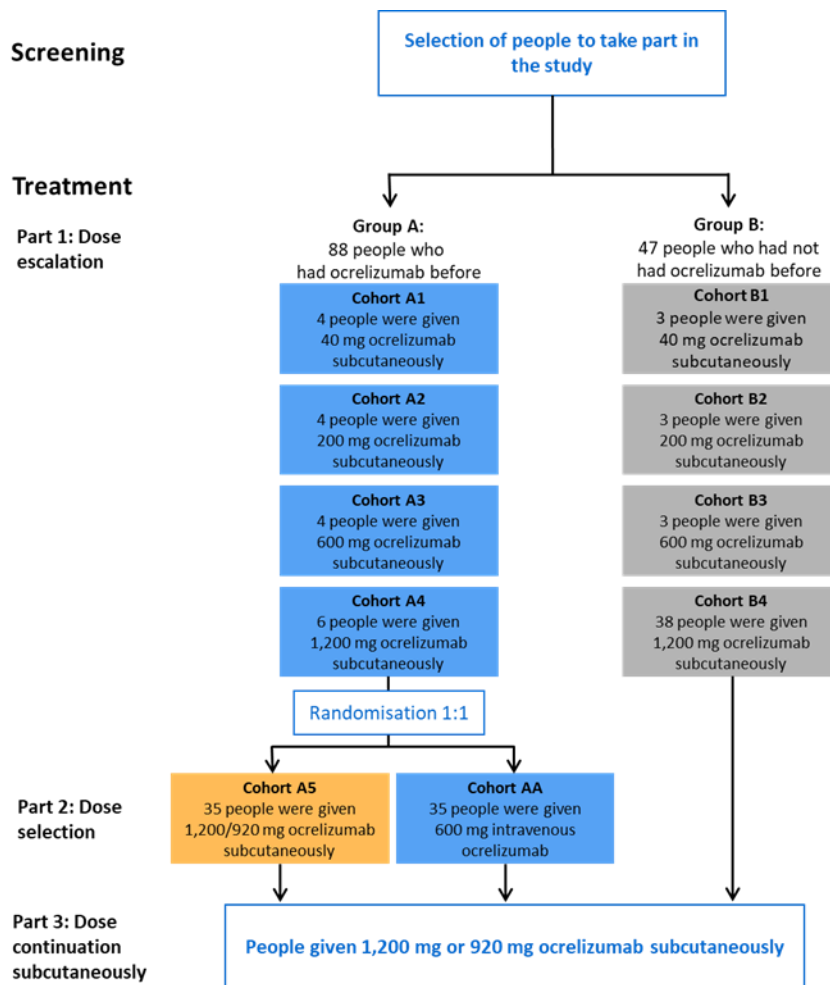 Screening
Selection of people to take part in
the study
Treatment
Part 1: Dose
escalation
Group A:
88 people who
had ocrelizumab before
Group B:
47 people who had not
had ocrelizumab before
Cohort A1
4 people were given
40 mg ocrelizumab
subcutaneously
Cohort B1
3 people were given
40 mg ocrelizumab
subcutaneously
Cohort A2
4 people were given
200 mg ocrelizumab
subcutaneously
Cohort B2
3 people were given
200 mg ocrelizumab
subcutaneously
Cohort A3
4 people were given
600 mg ocrelizumab
subcutaneously
Cohort B3
3 people were given
600 mg ocrelizumab
subcutaneously
Cohort A4
6 people were given
1,200 mg ocrelizumab
subcutaneously
Cohort B4
38 people were given
1,200 mg ocrelizumab
subcutaneously
Randomisation 1:1
Part 2: Dose
selection
Cohort A5
35 people were given
1,200/920 mg ocrelizumab
subcutaneously
Cohort AA
35 people were given
600 mg intravenous
ocrelizumab
Part 3: Dose
continuation
subcutaneously
People given 1,200 mg or 920 mg ocrelizumab subcutaneously